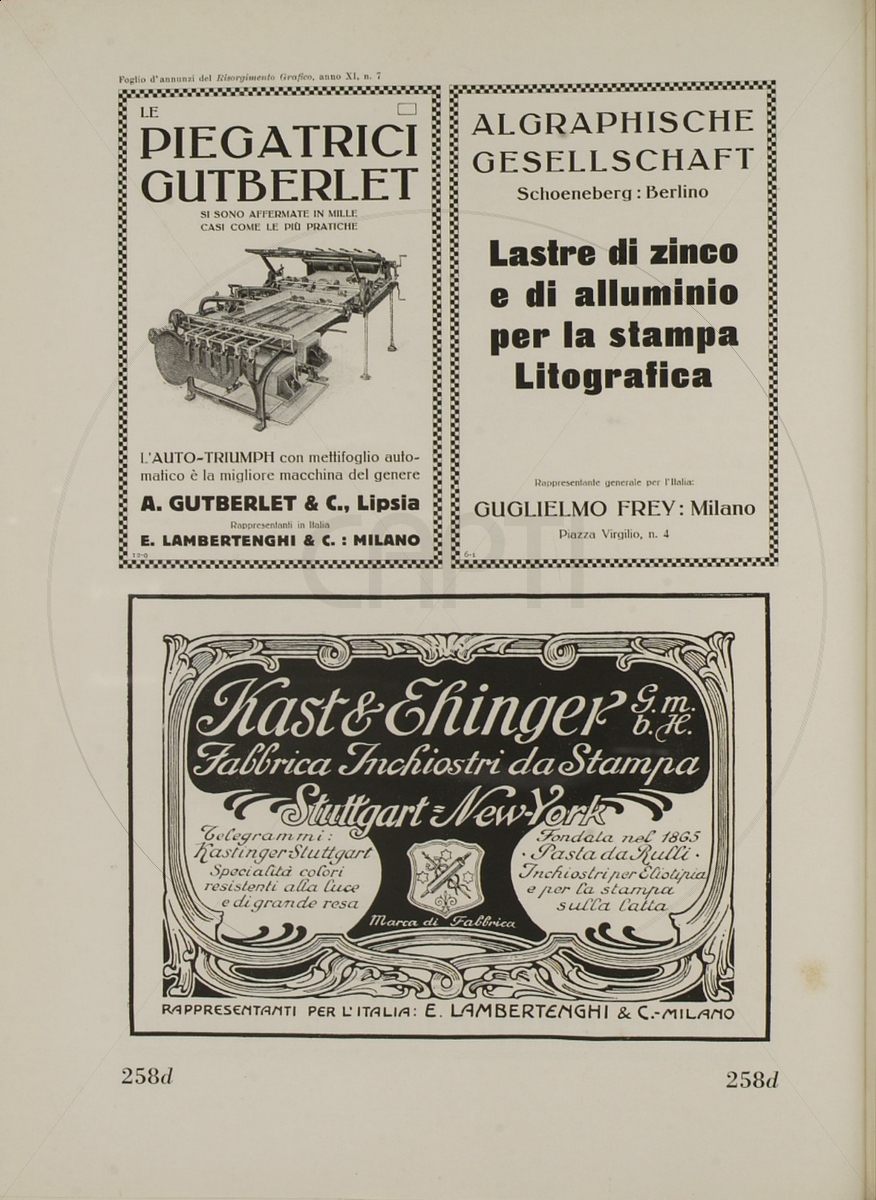 Foglio d'annunzi del Risorgimento Grafico, anno XI, n. 7
LE
PIEGATRICI
GUTBERLET
SI SONO AFFERMATE IN MILLE
CASI COME LE PIÙ PRATICHE
L'AUTO-TRIUMPH con mettifoglio auto-
matico è la migliore macchina del genere
A. GUTBERLET & C., Lipsia
Rappresentanti in Italia
E. LAMBERTENGHI & C. : MILANO
12-9
ALGRAPHISCHE
GESELLSCHAFT
Schoeneberg : Berlino
Lastre di zinco
e di alluminio
per la stampa
Litografica
Rappresentante generale per l'Italia:
GUGLIELMO FREY : Milano
Piazza Virgilio, n. 4
6-1
Kast & Ehinger G. m. b. H.
Fabbrica Inchiostri da Stampa
Stuttgart = New-York
Telegrammi:
Kastinger Stuttgart
Specialità colori
resistenti alla luce
e di grande resa
Marca di Fabbrica
Fondata nel 1865
· Pasta da Rulli ·
Inchiostri per Eliotipia
e per la stampa
sulla latta
RAPPRESENTANTI PER L'ITALIA: E. LAMBERTENGHI & C.-MILANO
258d
258d
CAPTI